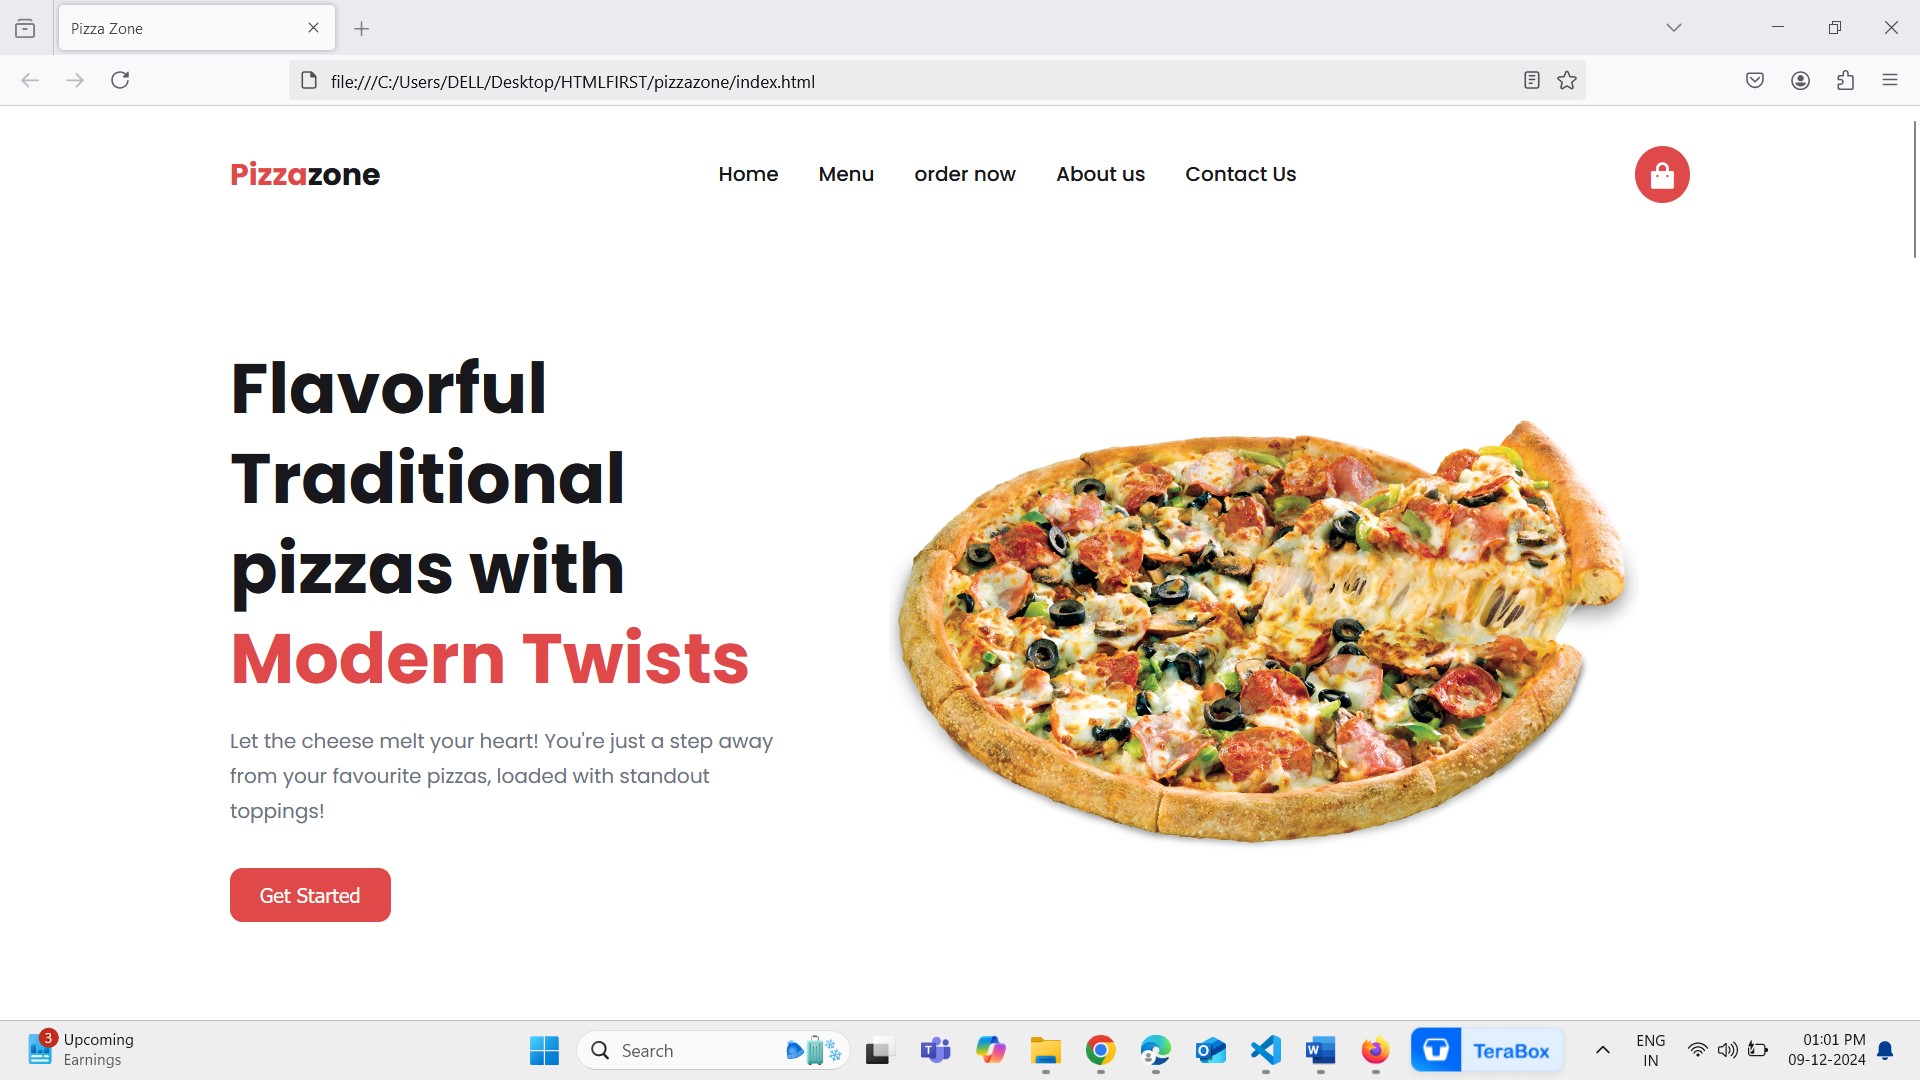 Pizza Zone
file:///C:/Users/DELL/Desktop/HTMLFIRST/pizzazone/index.html
Pizzazone
Home Menu order now About us Contact Us
Flavorful
Traditional
pizzas with
Modern Twists
Let the cheese melt your heart! You're just a step away
from your favourite pizzas, loaded with standout
toppings!
Get Started
3
Upcoming
Earnings
Search
TeraBox
ENG
IN
01:01 PM
09-12-2024